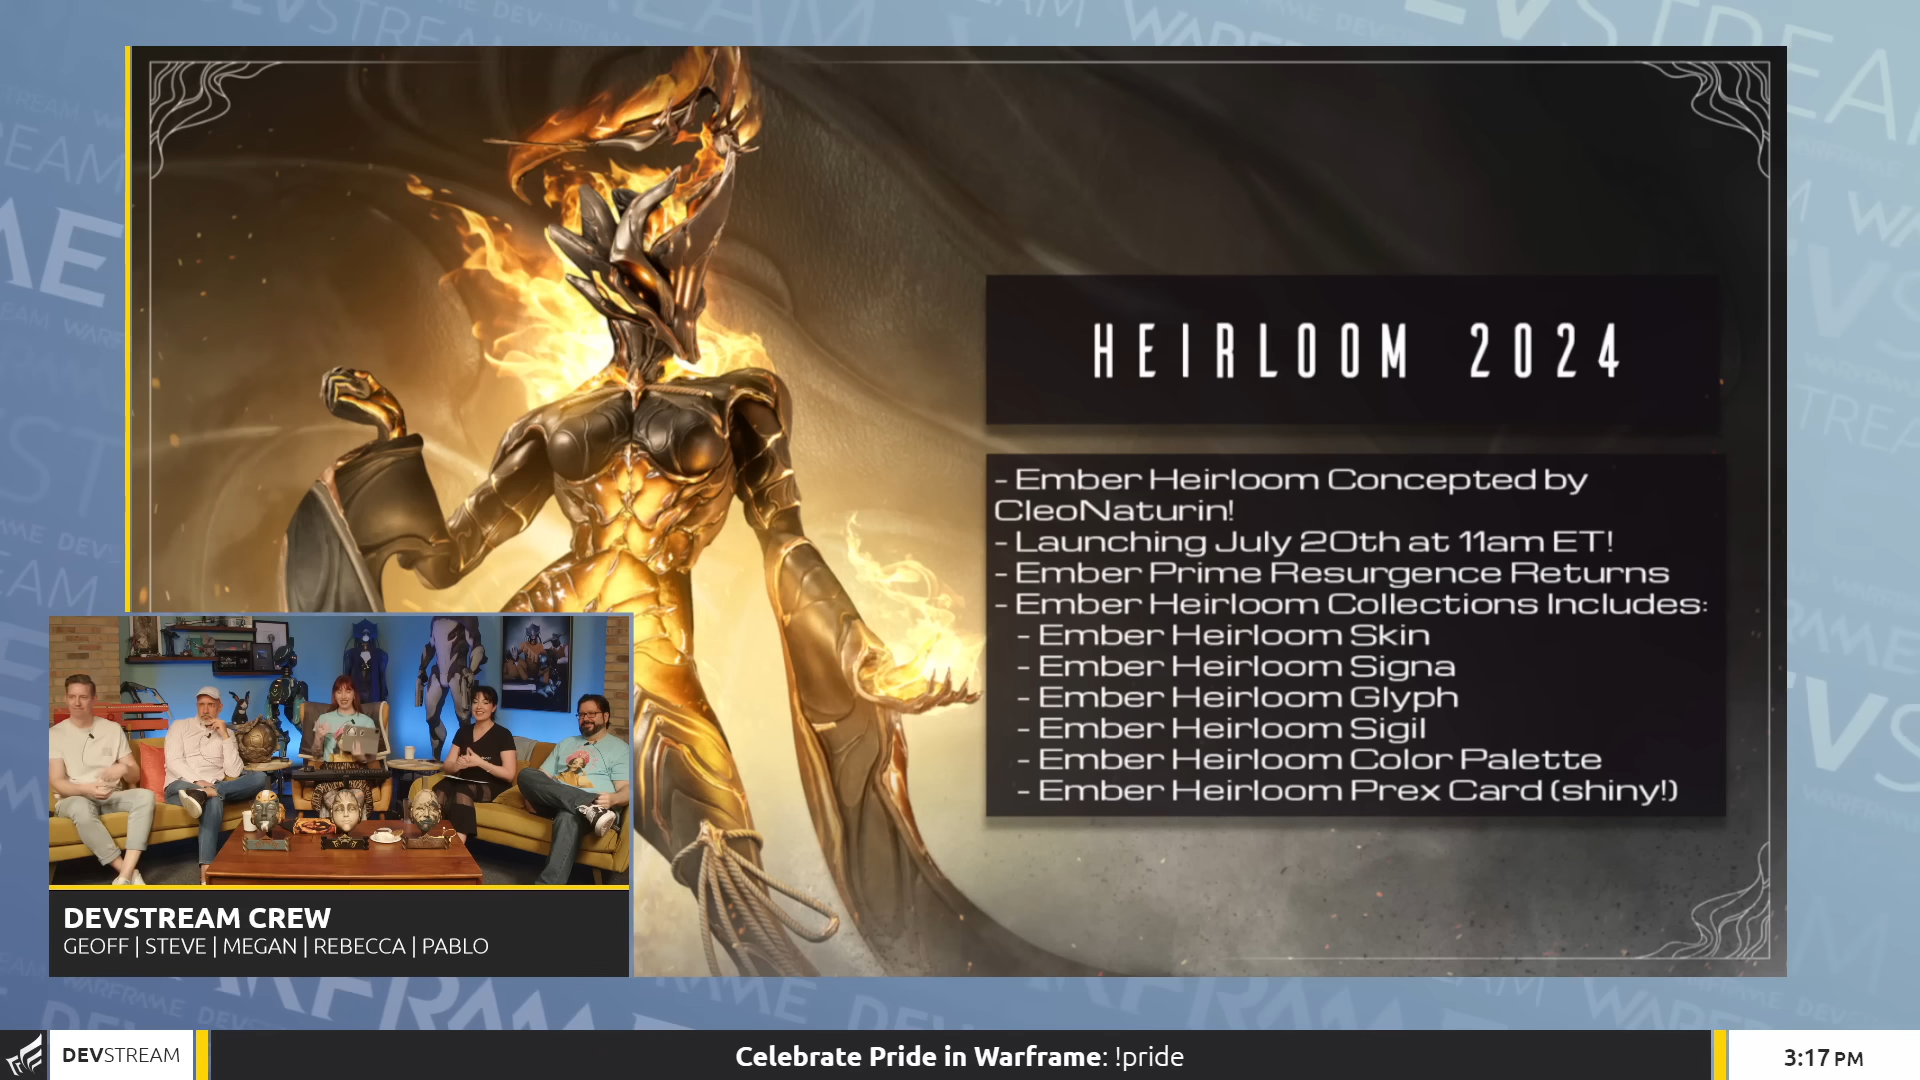 HEIRLOOM 2024
- Ember Heirloom Concepted by
CleoNaturin!
- Launching July 20th at 11am ET!
- Ember Prime Resurgence Returns
- Ember Heirloom Collections Includes:
- Ember Heirloom Skin
- Ember Heirloom Signa
- Ember Heirloom Glyph
- Ember Heirloom Sigil
- Ember Heirloom Color Palette
- Ember Heirloom Prex Card (shiny!)
DEVSTREAM CREW
GEOFF | STEVE | MEGAN | REBECCA | PABLO
DEVSTREAM
Celebrate Pride in Warframe: !pride
3:17 PM